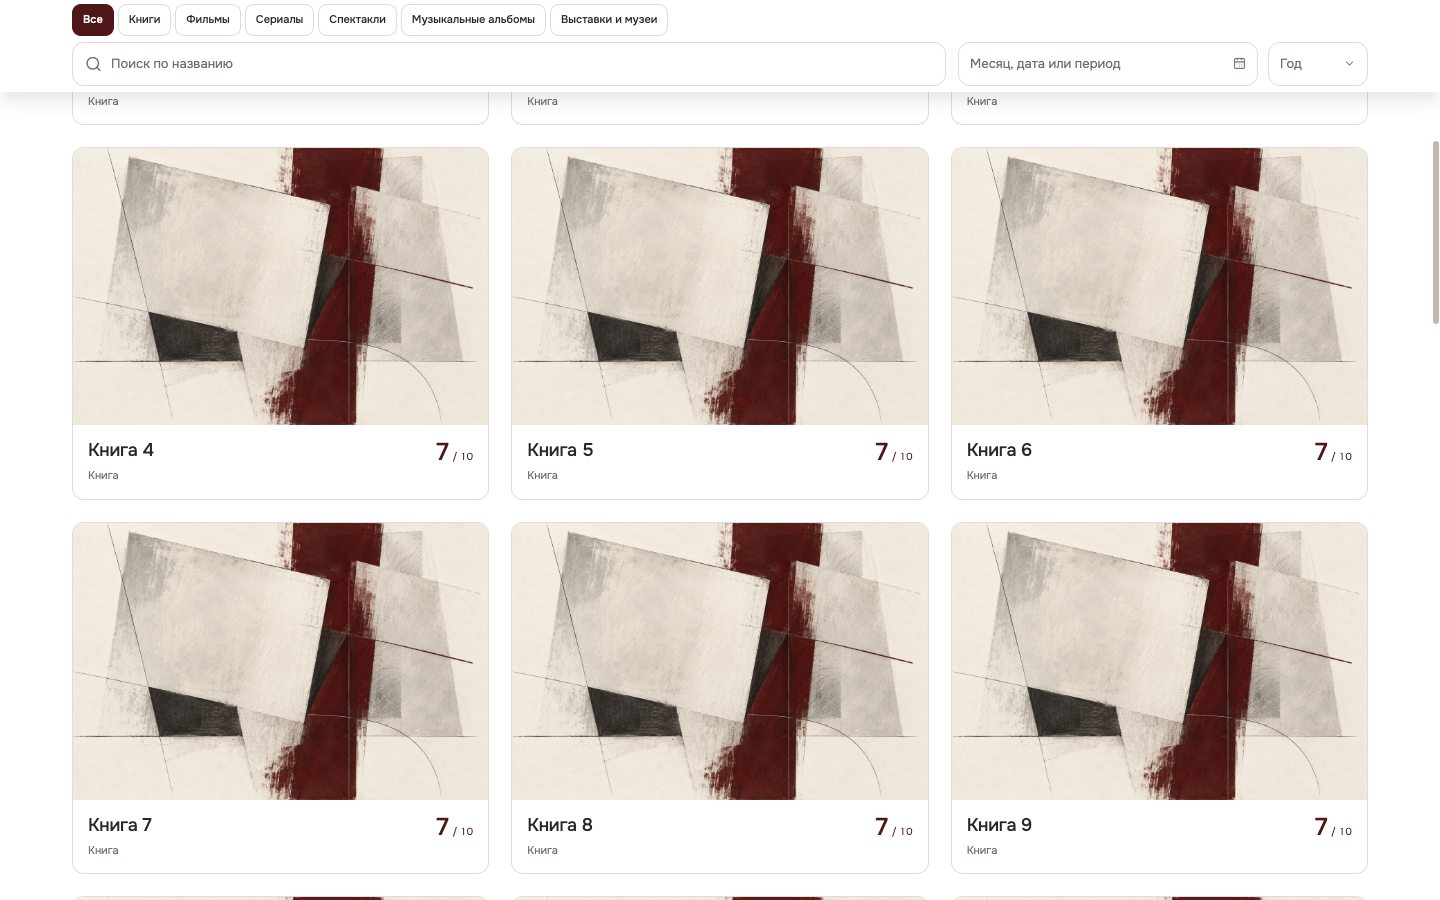 Все Книги Фильмы Сериалы Спектакли Музыкальные альбомы Выставки и музеи
Поиск по названию Месяц, дата или период Год
Книга Книга Книга
Книга 4 7 / 10 Книга 5 7 / 10 Книга 6 7 / 10
Книга Книга Книга
Книга 7 7 / 10 Книга 8 7 / 10 Книга 9 7 / 10
Книга Книга Книга